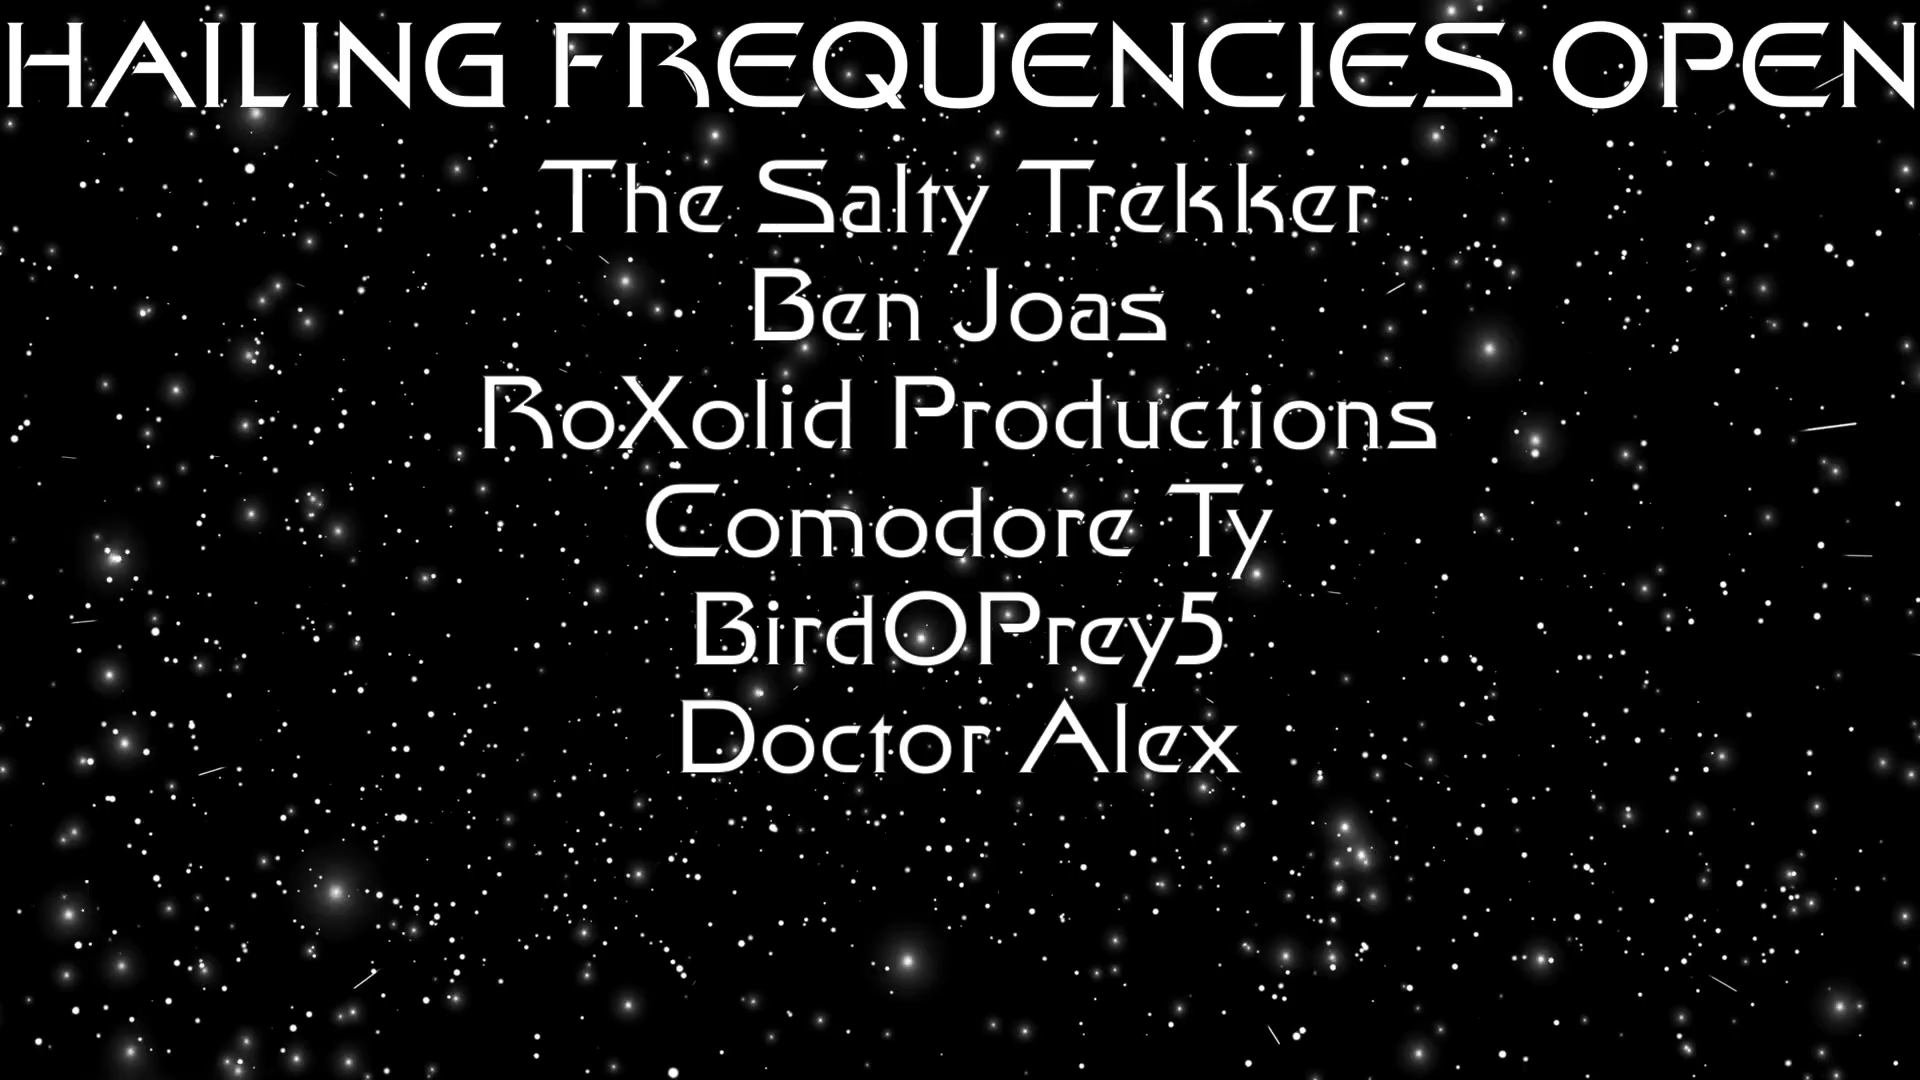 HAILING FREQUENCIES OPEN
The Salty Trekker
Ben Joas
RoXolid Productions
Comodore Ty
BirdOPrey5
Doctor Alex